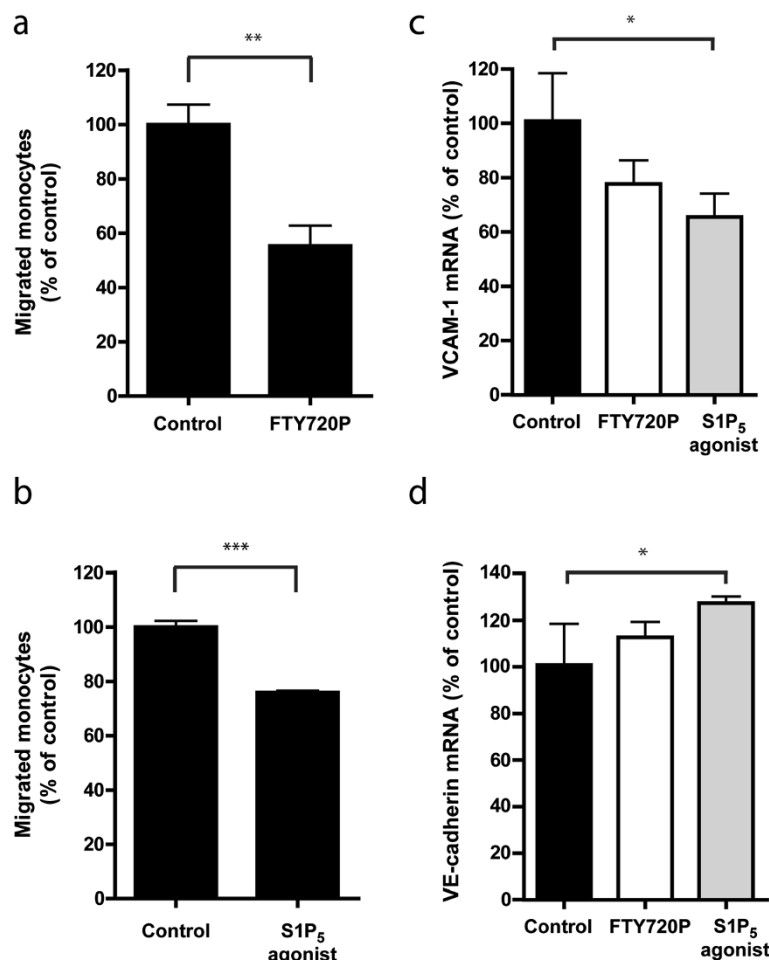 a
**
Migrated monocytes
(% of control)
120
100
80
60
40
20
0
Control
FTY720P
c
*
VCAM-1 mRNA (% of control)
120
100
80
60
40
20
0
Control
FTY720P
S1P5
agonist
b
***
Migrated monocytes
(% of control)
120
100
80
60
40
20
0
Control
S1P5
agonist
d
*
VE-cadherin mRNA (% of control)
140
120
100
80
60
40
20
0
Control
FTY720P
S1P5
agonist